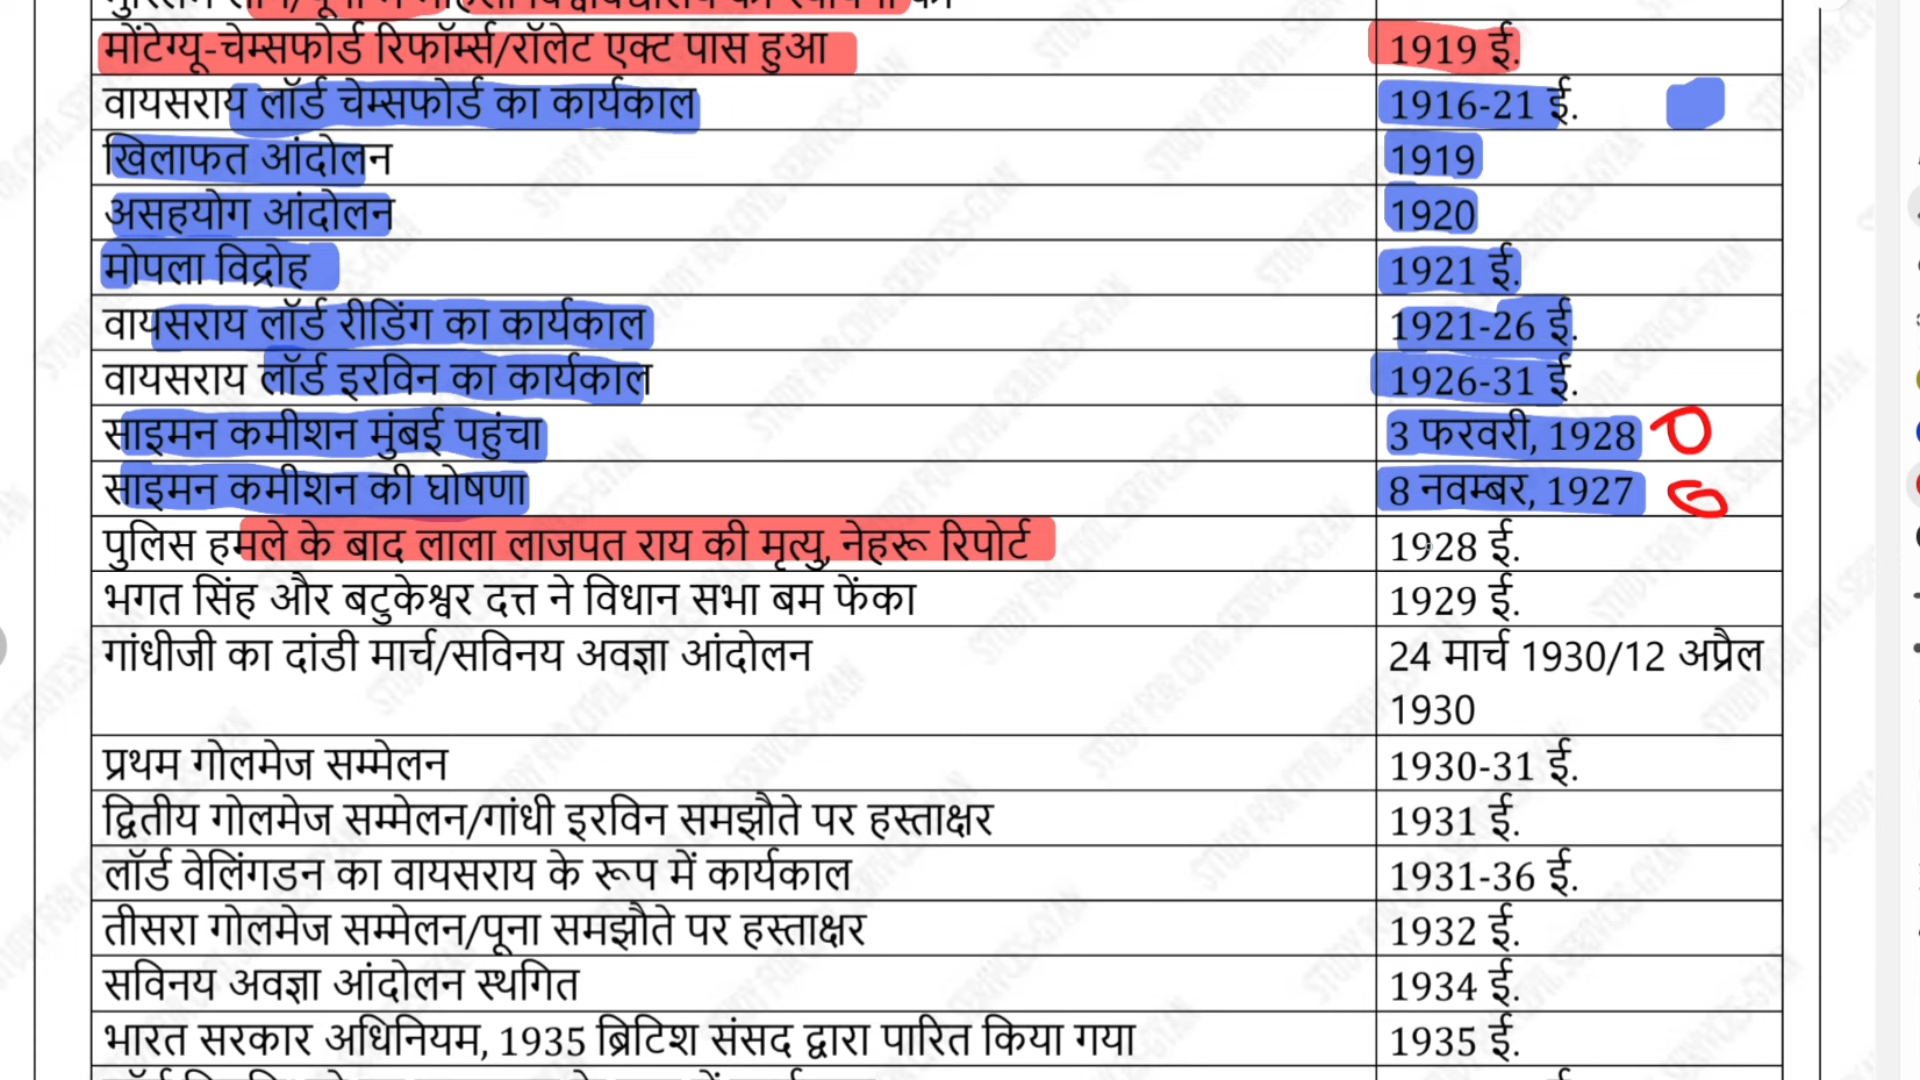 मोंटेग्यू-चेम्सफोर्ड रिफॉर्म्स/रॉलेट एक्ट पास हुआ 1919 ई.
वायसराय लॉर्ड चेम्सफोर्ड का कार्यकाल 1916-21 ई.
खिलाफत आंदोलन 1919
असहयोग आंदोलन 1920
मोपला विद्रोह 1921 ई.
वायसराय लॉर्ड रीडिंग का कार्यकाल 1921-26 ई.
वायसराय लॉर्ड इरविन का कार्यकाल 1926-31 ई.
साइमन कमीशन मुंबई पहुंचा 3 फरवरी, 1928
साइमन कमीशन की घोषणा 8 नवम्बर, 1927
पुलिस हमले के बाद लाला लाजपत राय की मृत्यु, नेहरू रिपोर्ट 1928 ई.
भगत सिंह और बटुकेश्वर दत्त ने विधान सभा बम फेंका 1929 ई.
गांधीजी का दांडी मार्च/सविनय अवज्ञा आंदोलन 24 मार्च 1930/12 अप्रैल
1930
प्रथम गोलमेज सम्मेलन 1930-31 ई.
द्वितीय गोलमेज सम्मेलन/गांधी इरविन समझौते पर हस्ताक्षर 1931 ई.
लॉर्ड वेलिंगडन का वायसराय के रूप में कार्यकाल 1931-36 ई.
तीसरा गोलमेज सम्मेलन/पूना समझौते पर हस्ताक्षर 1932 ई.
सविनय अवज्ञा आंदोलन स्थगित 1934 ई.
भारत सरकार अधिनियम, 1935 ब्रिटिश संसद द्वारा पारित किया गया 1935 ई.
STUDY FOR CIVIL SERVICES-GYAN